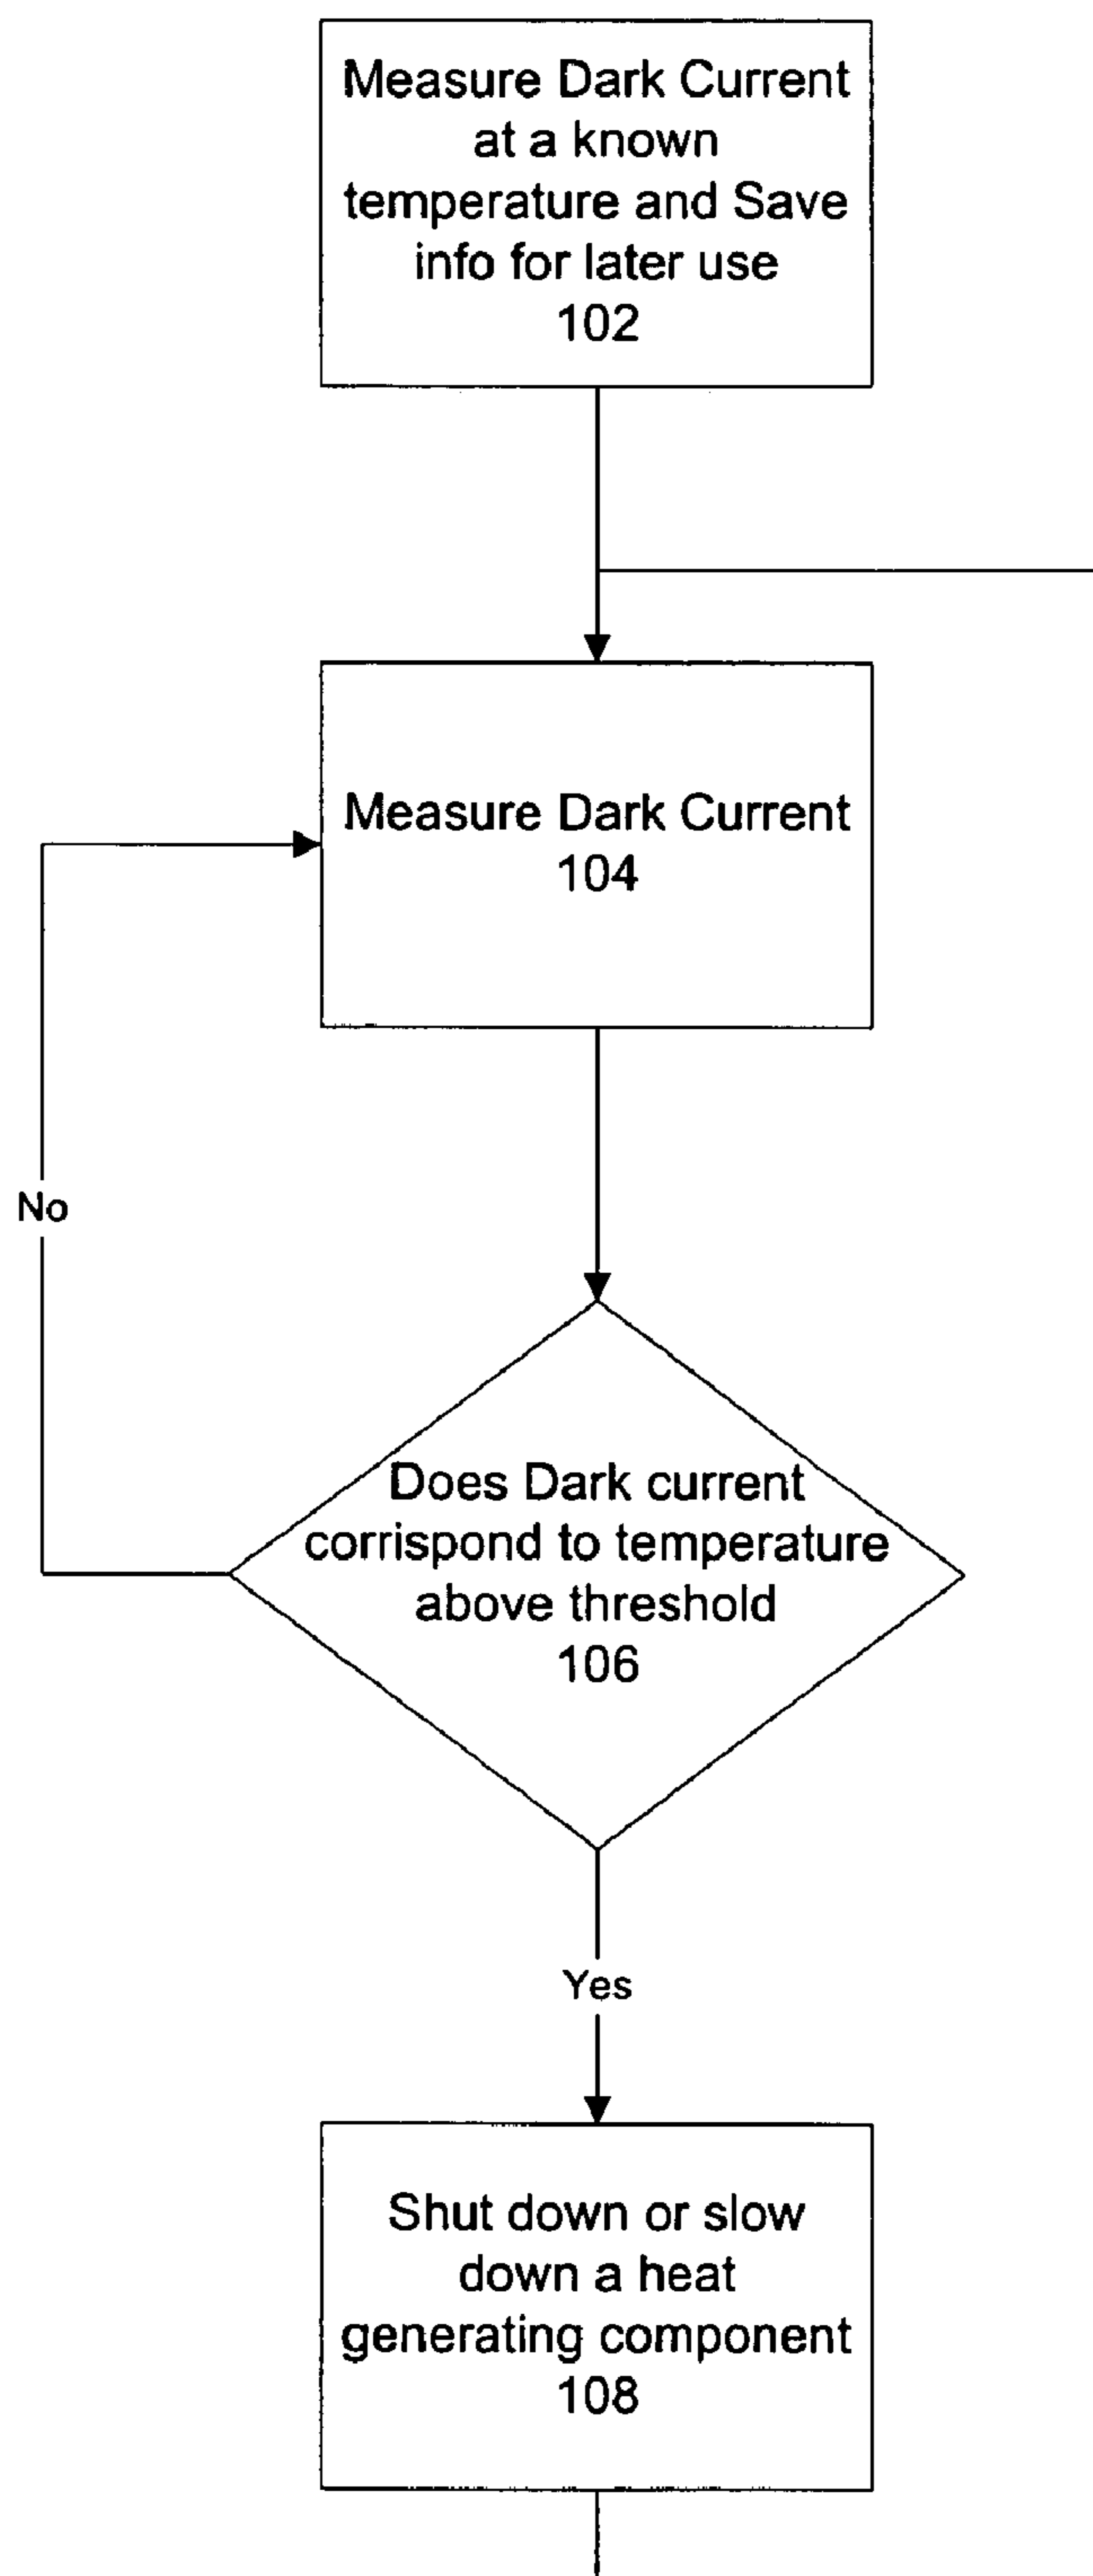 Measure Dark Current
at a known
temperature and Save
info for later use
102
Measure Dark Current
104
No
Does Dark current
corrispond to temperature
above threshold
106
Yes
Shut down or slow
down a heat
generating component
108